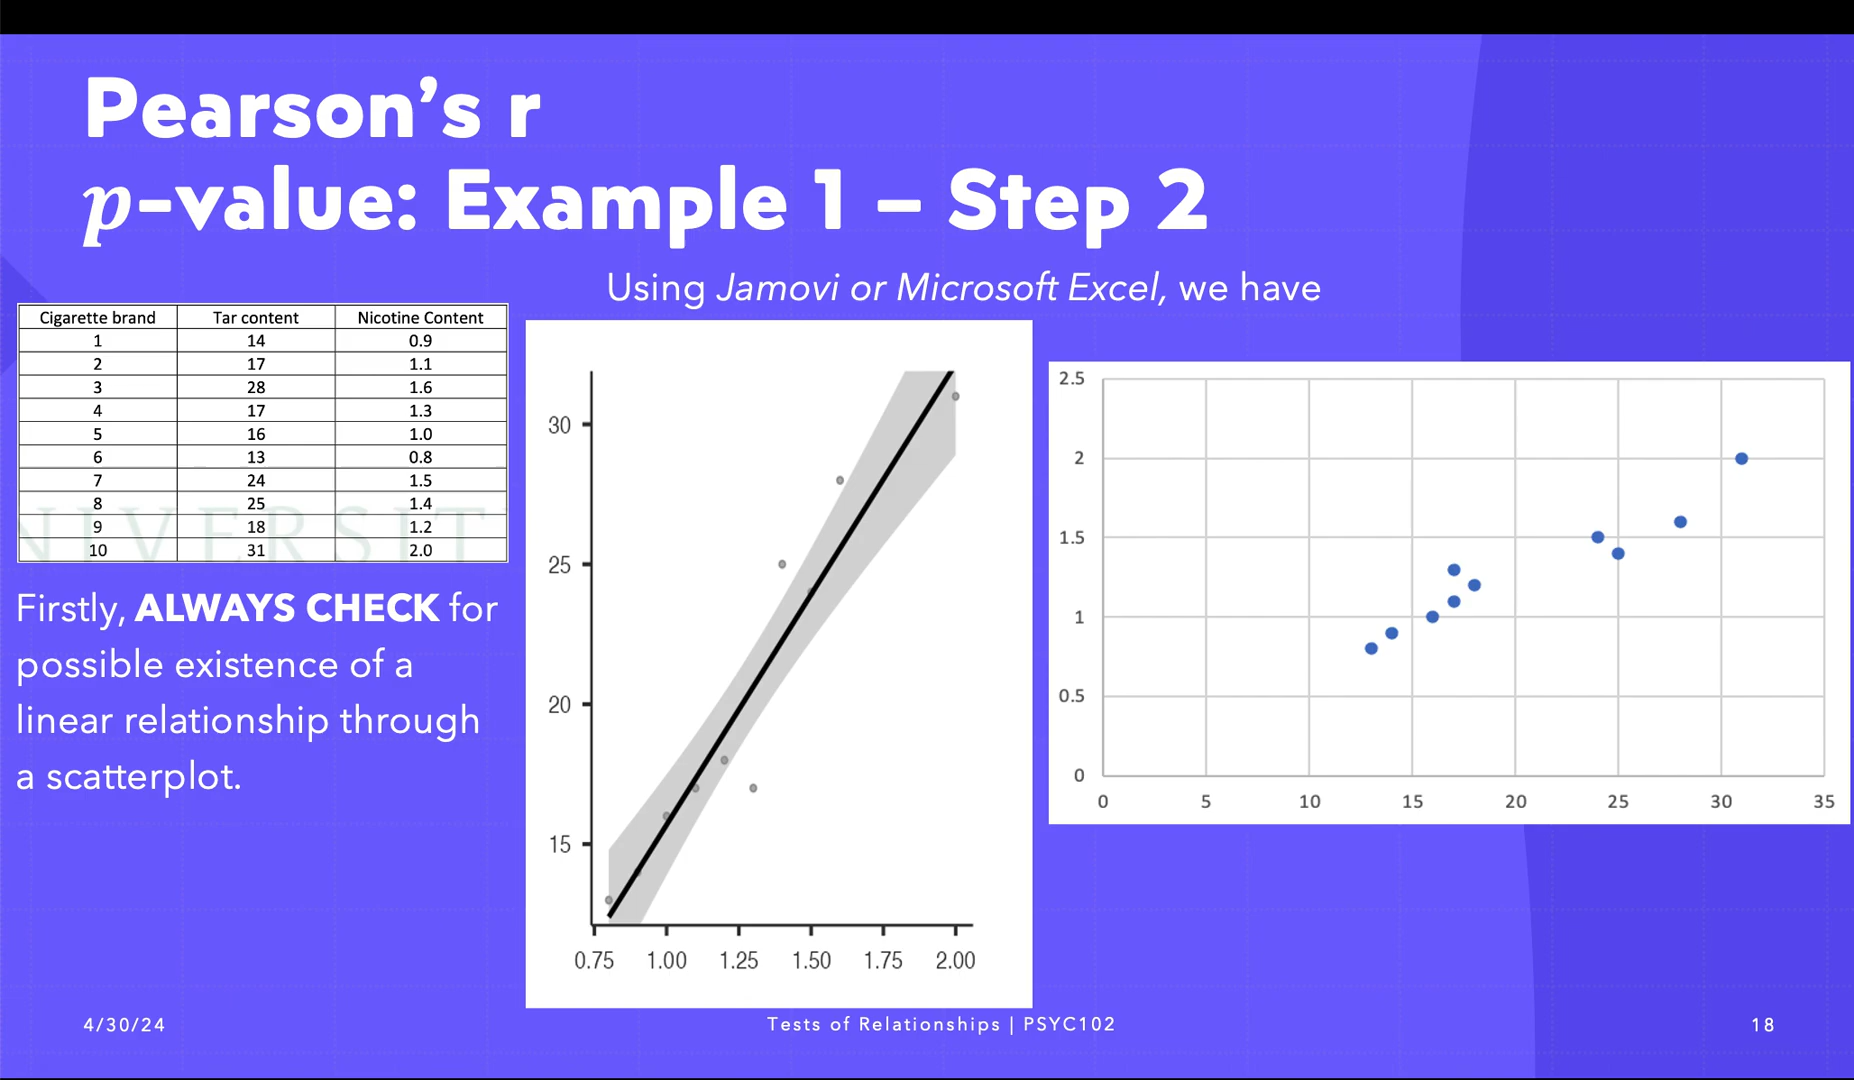 Pearson’s r
p-value: Example 1 – Step 2
Using Jamovi or Microsoft Excel, we have
Cigarette brand Tar content Nicotine Content
1 14 0.9
2 17 1.1
3 28 1.6
4 17 1.3
5 16 1.0
6 13 0.8
7 24 1.5
8 25 1.4
9 18 1.2
10 31 2.0
NIVERSIT
Firstly, ALWAYS CHECK for
possible existence of a
linear relationship through
a scatterplot.
30
25
20
15
0.75 1.00 1.25 1.50 1.75 2.00
2.5
2
1.5
1
0.5
0
0 5 10 15 20 25 30 35
4/30/24
Tests of Relationships | PSYC102
18